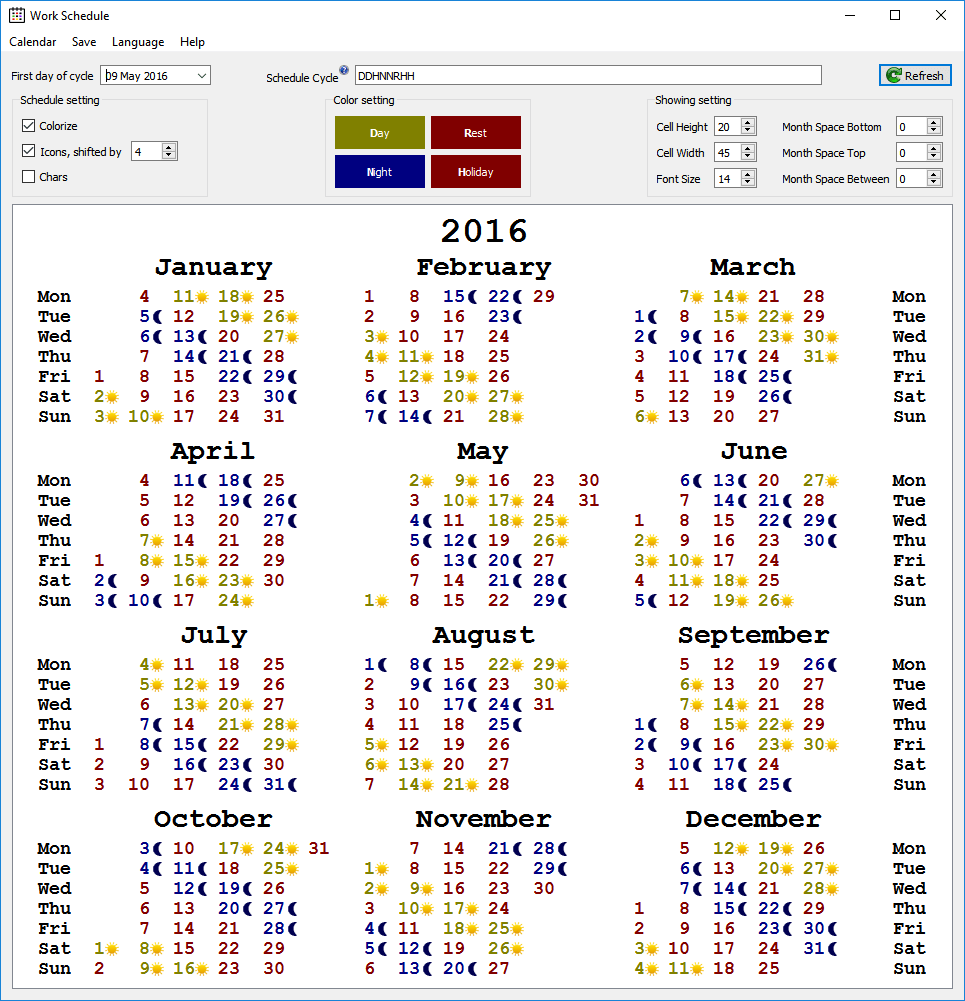 Work Schedule
Calendar Save Language Help
First day of cycle 09 May 2016 Schedule Cycle ? DDHNNRHH Refresh
Schedule setting Color setting Showing setting
Colorize Day Rest Cell Height 20 Month Space Bottom 0
Icons, shifted by 4 Cell Width 45 Month Space Top 0
Chars Night Holiday Font Size 14 Month Space Between 0
2016
January February March
Mon 4 11 18 25 1 8 15 22 29 7 14 21 28 Mon
Tue 5 12 19 26 2 9 16 23 1 8 15 22 29 Tue
Wed 6 13 20 27 3 10 17 24 2 9 16 23 30 Wed
Thu 7 14 21 28 4 11 18 25 3 10 17 24 31 Thu
Fri 1 8 15 22 29 5 12 19 26 4 11 18 25 Fri
Sat 2 9 16 23 30 6 13 20 27 5 12 19 26 Sat
Sun 3 10 17 24 31 7 14 21 28 6 13 20 27 Sun
April May June
Mon 4 11 18 25 2 9 16 23 30 6 13 20 27 Mon
Tue 5 12 19 26 3 10 17 24 31 7 14 21 28 Tue
Wed 6 13 20 27 4 11 18 25 1 8 15 22 29 Wed
Thu 7 14 21 28 5 12 19 26 2 9 16 23 30 Thu
Fri 1 8 15 22 29 6 13 20 27 3 10 17 24 Fri
Sat 2 9 16 23 30 7 14 21 28 4 11 18 25 Sat
Sun 3 10 17 24 1 8 15 22 29 5 12 19 26 Sun
July August September
Mon 4 11 18 25 1 8 15 22 29 5 12 19 26 Mon
Tue 5 12 19 26 2 9 16 23 30 6 13 20 27 Tue
Wed 6 13 20 27 3 10 17 24 31 7 14 21 28 Wed
Thu 7 14 21 28 4 11 18 25 1 8 15 22 29 Thu
Fri 1 8 15 22 29 5 12 19 26 2 9 16 23 30 Fri
Sat 2 9 16 23 30 6 13 20 27 3 10 17 24 Sat
Sun 3 10 17 24 31 7 14 21 28 4 11 18 25 Sun
October November December
Mon 3 10 17 24 31 7 14 21 28 5 12 19 26 Mon
Tue 4 11 18 25 1 8 15 22 29 6 13 20 27 Tue
Wed 5 12 19 26 2 9 16 23 30 7 14 21 28 Wed
Thu 6 13 20 27 3 10 17 24 1 8 15 22 29 Thu
Fri 7 14 21 28 4 11 18 25 2 9 16 23 30 Fri
Sat 1 8 15 22 29 5 12 19 26 3 10 17 24 31 Sat
Sun 2 9 16 23 30 6 13 20 27 4 11 18 25 Sun